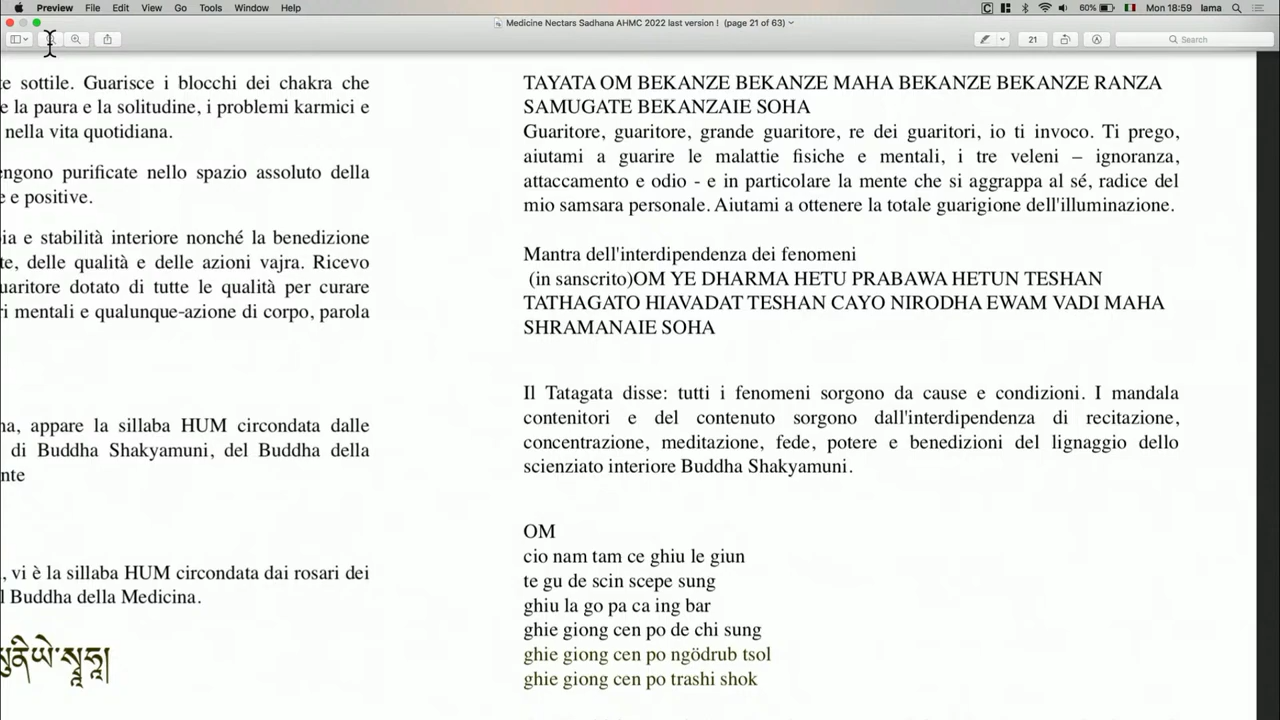 Preview File Edit View Go Tools Window Help 60% Mon 18:59 lama
Medicine Nectars Sadhana AHMC 2022 last version ! (page 21 of 63)
21 Search
te sottile. Guarisce i blocchi dei chakra che
e la paura e la solitudine, i problemi karmici e
nella vita quotidiana.
engono purificate nello spazio assoluto della
e e positive.
ia e stabilità interiore nonché la benedizione
te, delle qualità e delle azioni vajra. Ricevo
uaritore dotato di tutte le qualità per curare
ri mentali e qualunque-azione di corpo, parola
na, appare la sillaba HUM circondata dalle
di Buddha Shakyamuni, del Buddha della
nte
, vi è la sillaba HUM circondata dai rosari dei
l Buddha della Medicina.
མུནིཡེ་སྭཱཧཱ།
TAYATA OM BEKANZE BEKANZE MAHA BEKANZE BEKANZE RANZA
SAMUGATE BEKANZAIE SOHA
Guaritore, guaritore, grande guaritore, re dei guaritori, io ti invoco. Ti prego,
aiutami a guarire le malattie fisiche e mentali, i tre veleni – ignoranza,
attaccamento e odio - e in particolare la mente che si aggrappa al sé, radice del
mio samsara personale. Aiutami a ottenere la totale guarigione dell'illuminazione.
Mantra dell'interdipendenza dei fenomeni
(in sanscrito)OM YE DHARMA HETU PRABAWA HETUN TESHAN
TATHAGATO HIAVADAT TESHAN CAYO NIRODHA EWAM VADI MAHA
SHRAMANAIE SOHA
Il Tatagata disse: tutti i fenomeni sorgono da cause e condizioni. I mandala
contenitori e del contenuto sorgono dall'interdipendenza di recitazione,
concentrazione, meditazione, fede, potere e benedizioni del lignaggio dello
scienziato interiore Buddha Shakyamuni.
OM
cio nam tam ce ghiu le giun
te gu de scin scepe sung
ghiu la go pa ca ing bar
ghie giong cen po de chi sung
ghie giong cen po ngödrub tsol
ghie giong cen po trashi shok